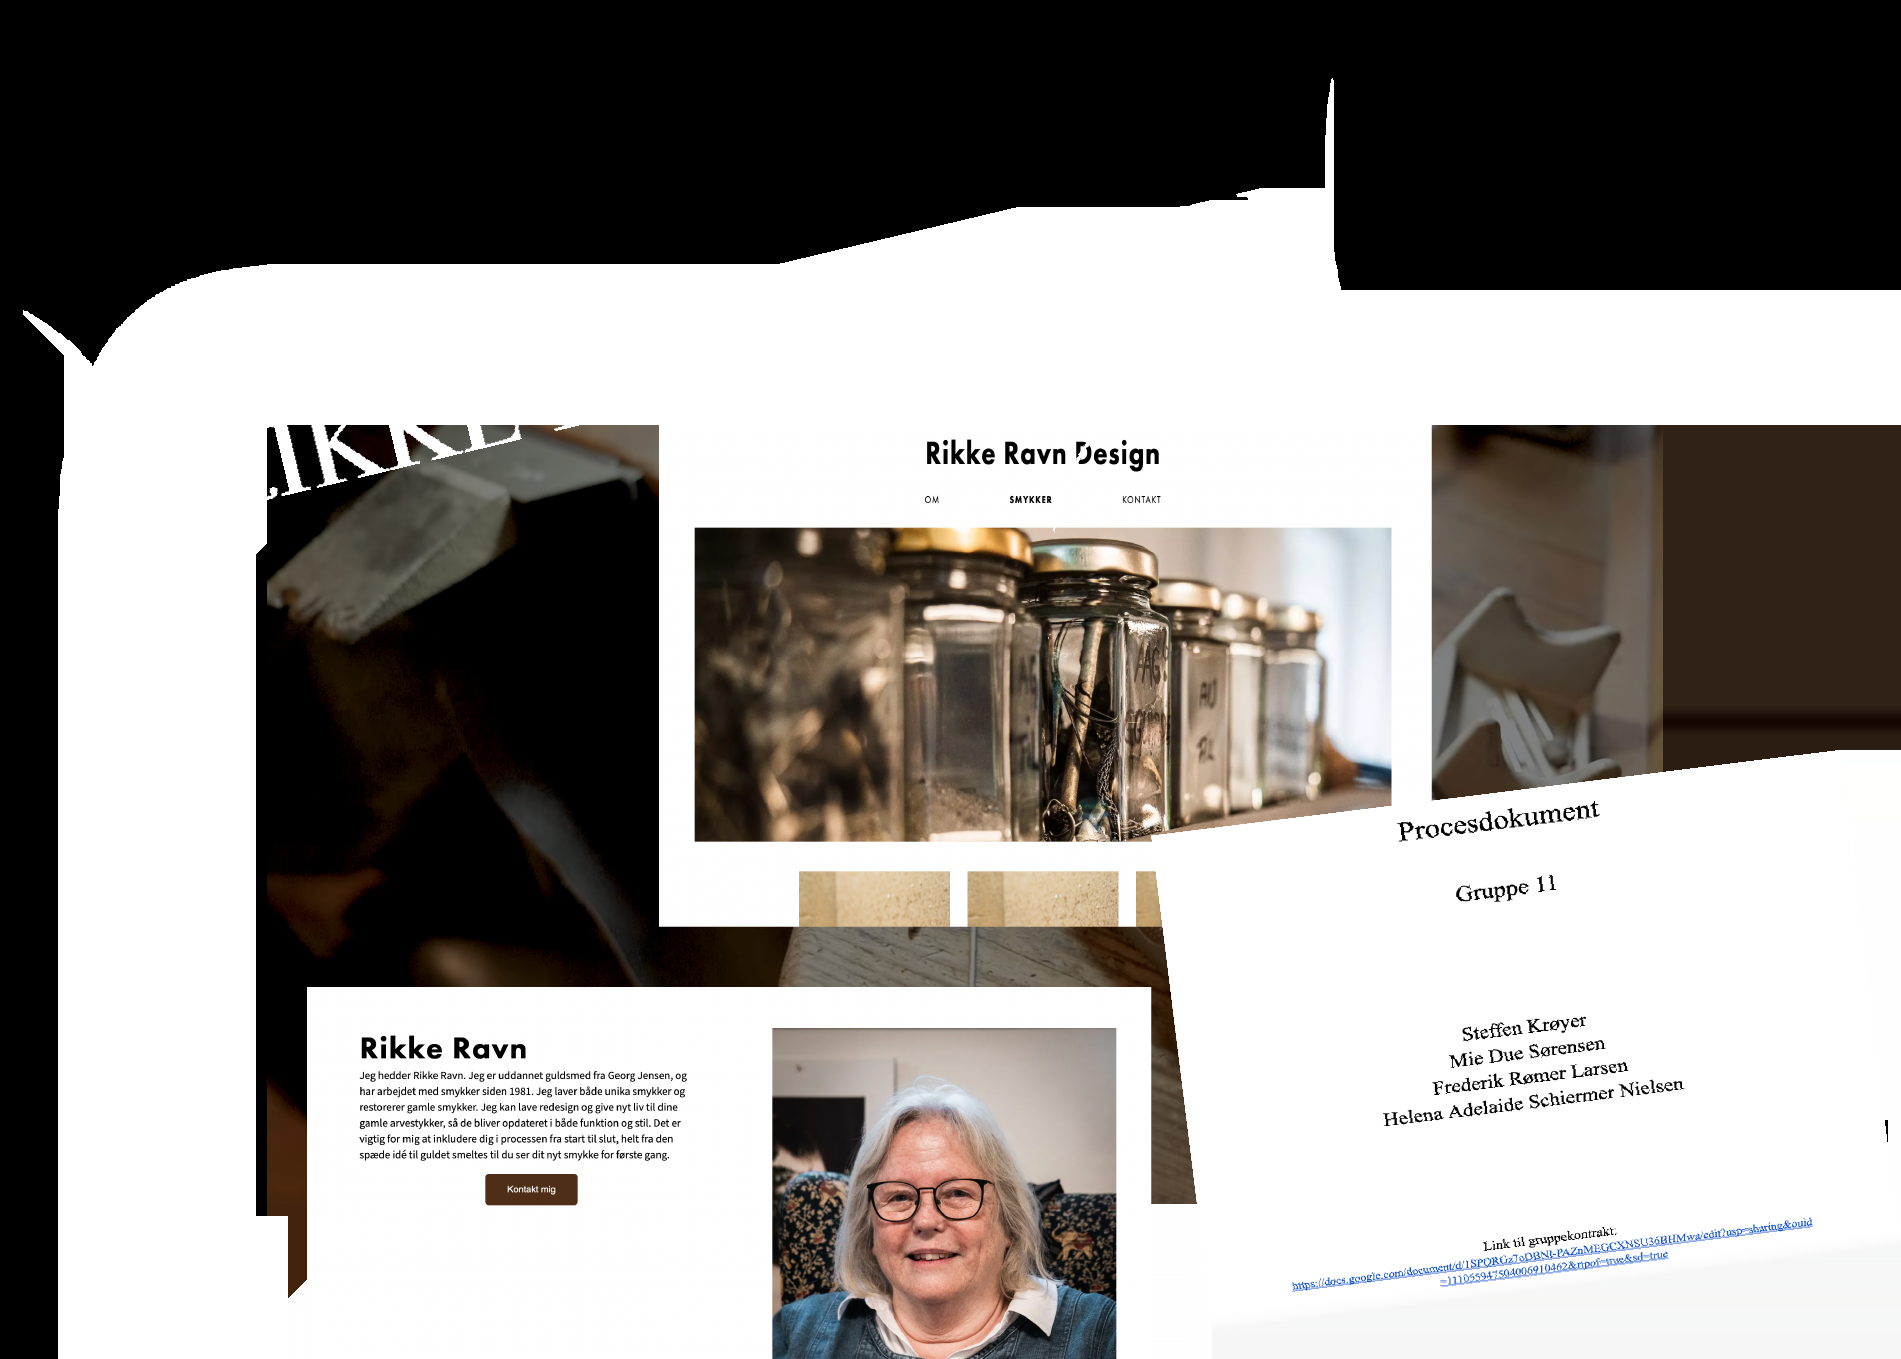 IKKE
Rikke Ravn Design
OM SMYKKER KONTAKT
Rikke Ravn
Jeg hedder Rikke Ravn. Jeg er uddannet guldsmed fra Georg Jensen, og
har arbejdet med smykker siden 1981. Jeg laver både unika smykker og
restorerer gamle smykker. Jeg kan lave redesign og give nyt liv til dine
gamle arvestykker, så de bliver opdateret i både funktion og stil. Det er
vigtig for mig at inkludere dig i processen fra start til slut, helt fra den
spæde idé til guldet smeltes til du ser dit nyt smykke for første gang.
Kontakt mig
Procesdokument
Gruppe 11
Steffen Krøyer
Mie Due Sørensen
Frederik Rømer Larsen
Helena Adelaide Schiermer Nielsen
Link til gruppekontrakt:
https://docs.google.com/document/d/1SPQRGz7oDBNI-PAZnMEGCXNSU36BHMwa/edit?usp=sharing&ouid
=111055947504006910462&rtpof=true&sd=true